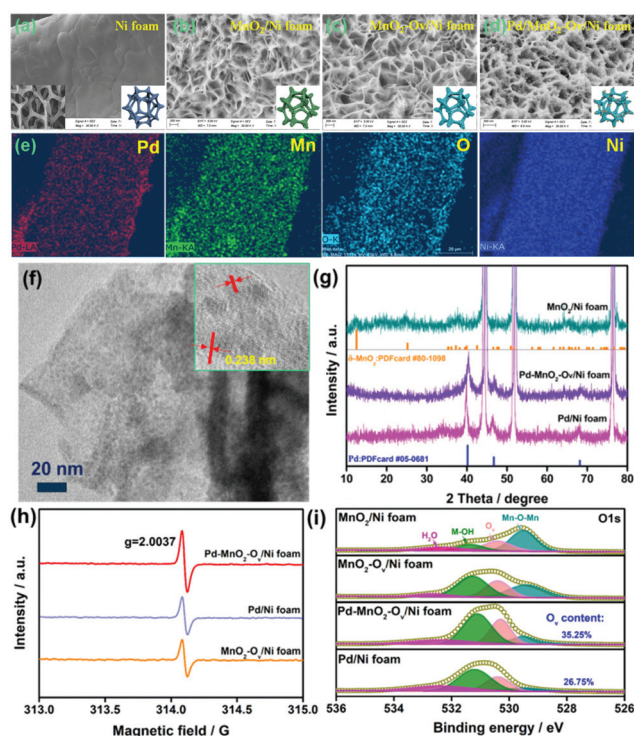 (a) Ni foam
(b) MnO₂/Ni foam
(c) MnO₂-Ov/Ni foam
(d) Pd/MnO₂-Ov/Ni foam
(e) Pd
Mn
O
Ni
Pd-LA
Mn-KA
O-K
Ni-KA
(f)
0.238 nm
20 nm
(g)
Intensity / a.u.
MnO₂/Ni foam
δ-MnO₂:PDFcard #80-1098
Pd-MnO₂-Ov/Ni foam
Pd/Ni foam
Pd:PDFcard #05-0681
10 20 30 40 50 60 70 80
2 Theta / degree
(h)
Intensity / a.u.
g=2.0037
Pd-MnO₂-Oᵥ/Ni foam
Pd/Ni foam
MnO₂-Oᵥ/Ni foam
313.0 313.5 314.0 314.5 315.0
Magnetic field / G
(i)
Intensity / a.u.
MnO₂/Ni foam
H₂O
M-OH
Oᵥ
Mn-O-Mn
O1s
MnO₂-Oᵥ/Ni foam
Pd-MnO₂-Oᵥ/Ni foam
Oᵥ content:
35.25%
Pd/Ni foam
26.75%
536 534 532 530 528 526
Binding energy / eV